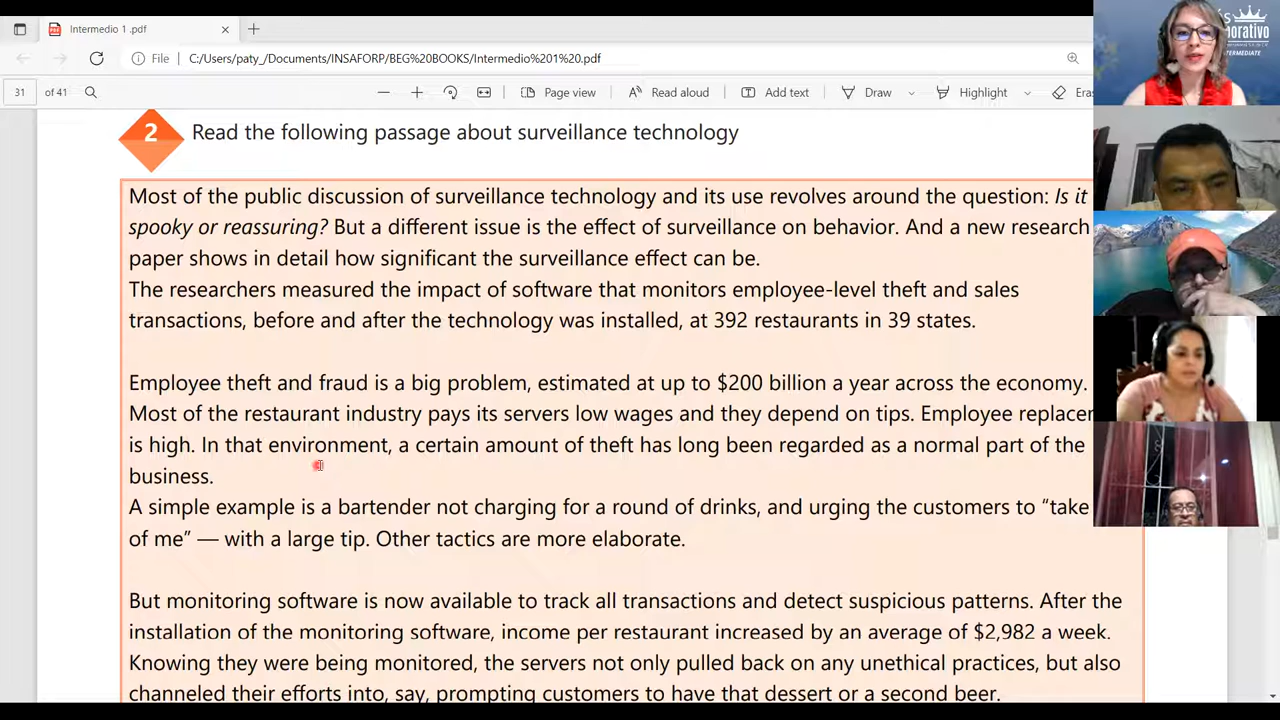 Intermedio 1 .pdf
File C:/Users/paty_/Documents/INSAFORP/BEG%20BOOKS/Intermedio%01%20.pdf
31 of 41 Page view Read aloud Add text Draw Highlight
2 Read the following passage about surveillance technology
Most of the public discussion of surveillance technology and its use revolves around the question: Is it
spooky or reassuring? But a different issue is the effect of surveillance on behavior. And a new research
paper shows in detail how significant the surveillance effect can be.
The researchers measured the impact of software that monitors employee-level theft and sales
transactions, before and after the technology was installed, at 392 restaurants in 39 states.
Employee theft and fraud is a big problem, estimated at up to $200 billion a year across the economy.
Most of the restaurant industry pays its servers low wages and they depend on tips. Employee
is high. In that environment, a certain amount of theft has long been regarded as a normal part of the
business.
A simple example is a bartender not charging for a round of drinks, and urging the customers to “take
of me” — with a large tip. Other tactics are more elaborate.
But monitoring software is now available to track all transactions and detect suspicious patterns. After the
installation of the monitoring software, income per restaurant increased by an average of $2,982 a week.
Knowing they were being monitored, the servers not only pulled back on any unethical practices, but also
channeled their efforts into, say, prompting customers to have that dessert or a second beer.